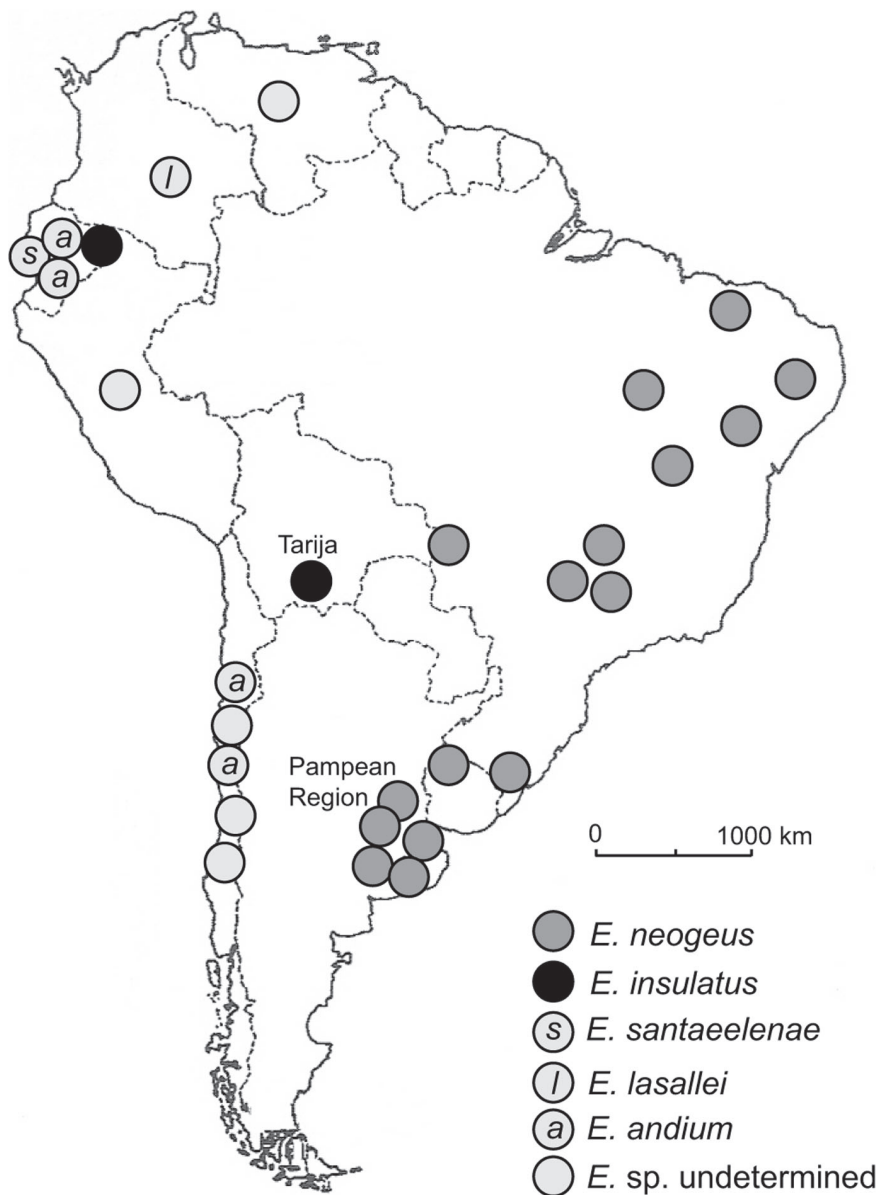 l
a
s
a
Tarija
a
Pampean
Region
a
0 1000 km
E. neogeus
E. insulatus
s E. santaeelenae
l E. lasallei
a E. andium
E. sp. undetermined